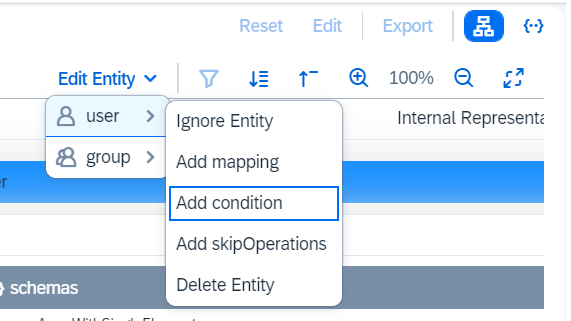 Reset Edit Export
Edit Entity 100%
user
group
Ignore Entity
Add mapping
Add condition
Add skipOperations
Delete Entity
Internal Representa
er
schemas